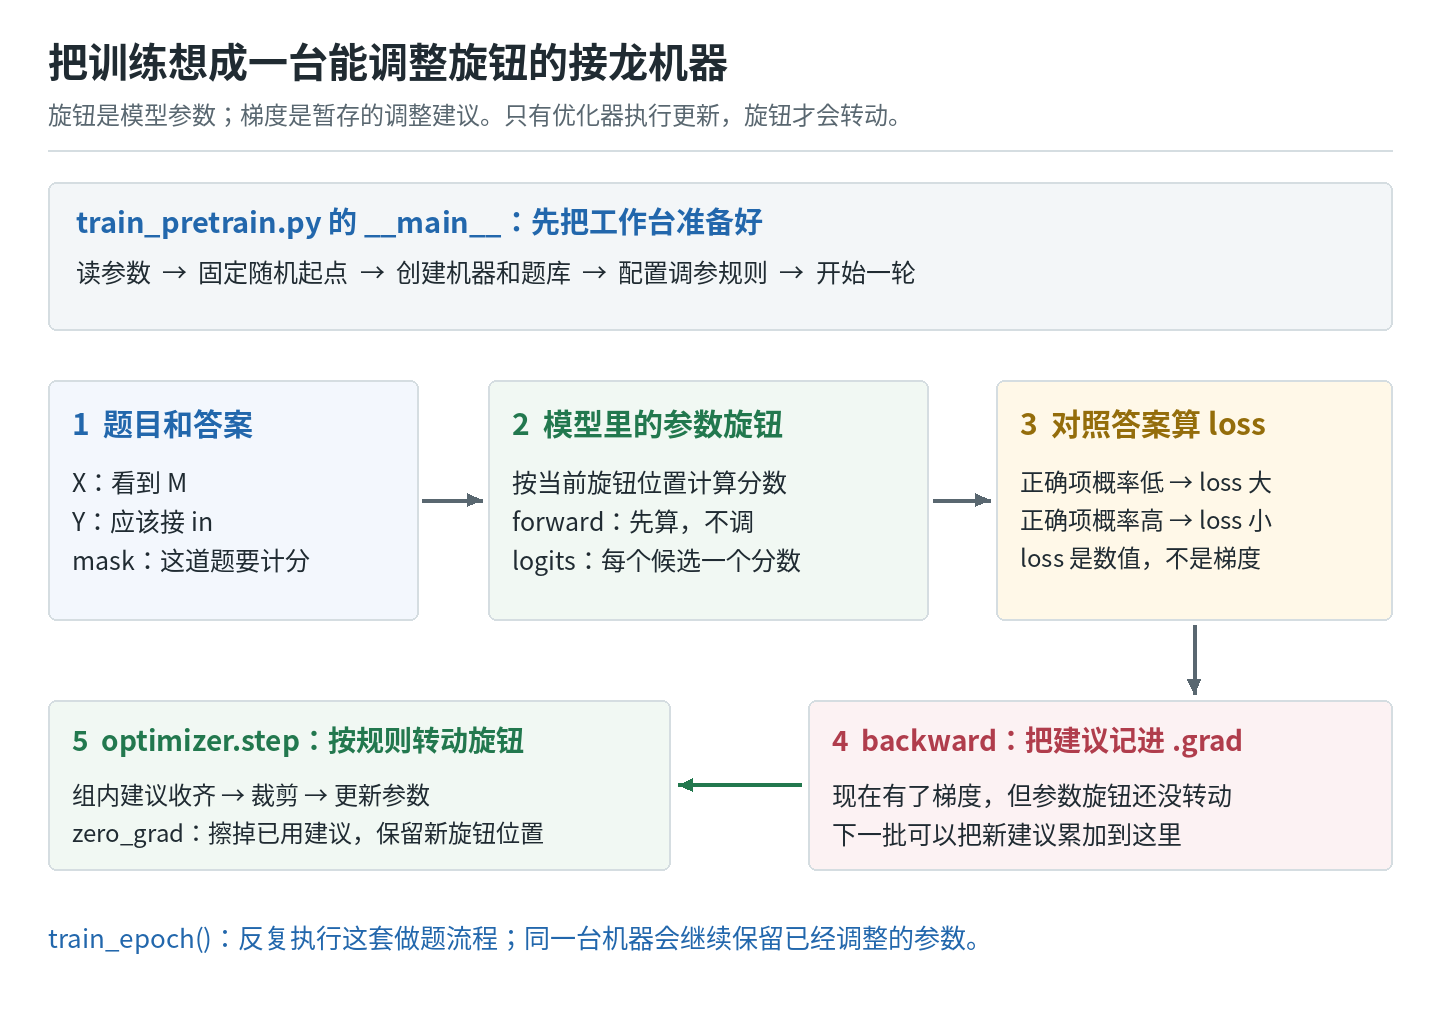 把训练想成一台能调整旋钮的接龙机器
旋钮是模型参数；梯度是暂存的调整建议。只有优化器执行更新，旋钮才会转动。
train_pretrain.py 的 __main__：先把工作台准备好
读参数 → 固定随机起点 → 创建机器和题库 → 配置调参规则 → 开始一轮
1 题目和答案
X：看到 M
Y：应该接 in
mask：这道题要计分
2 模型里的参数旋钮
按当前旋钮位置计算分数
forward：先算，不调
logits：每个候选一个分数
3 对照答案算 loss
正确项概率低 → loss 大
正确项概率高 → loss 小
loss 是数值，不是梯度
5 optimizer.step：按规则转动旋钮
组内建议收齐 → 裁剪 → 更新参数
zero_grad：擦掉已用建议，保留新旋钮位置
4 backward：把建议记进 .grad
现在有了梯度，但参数旋钮还没转动
下一批可以把新建议累加到这里
train_epoch()：反复执行这套做题流程；同一台机器会继续保留已经调整的参数。